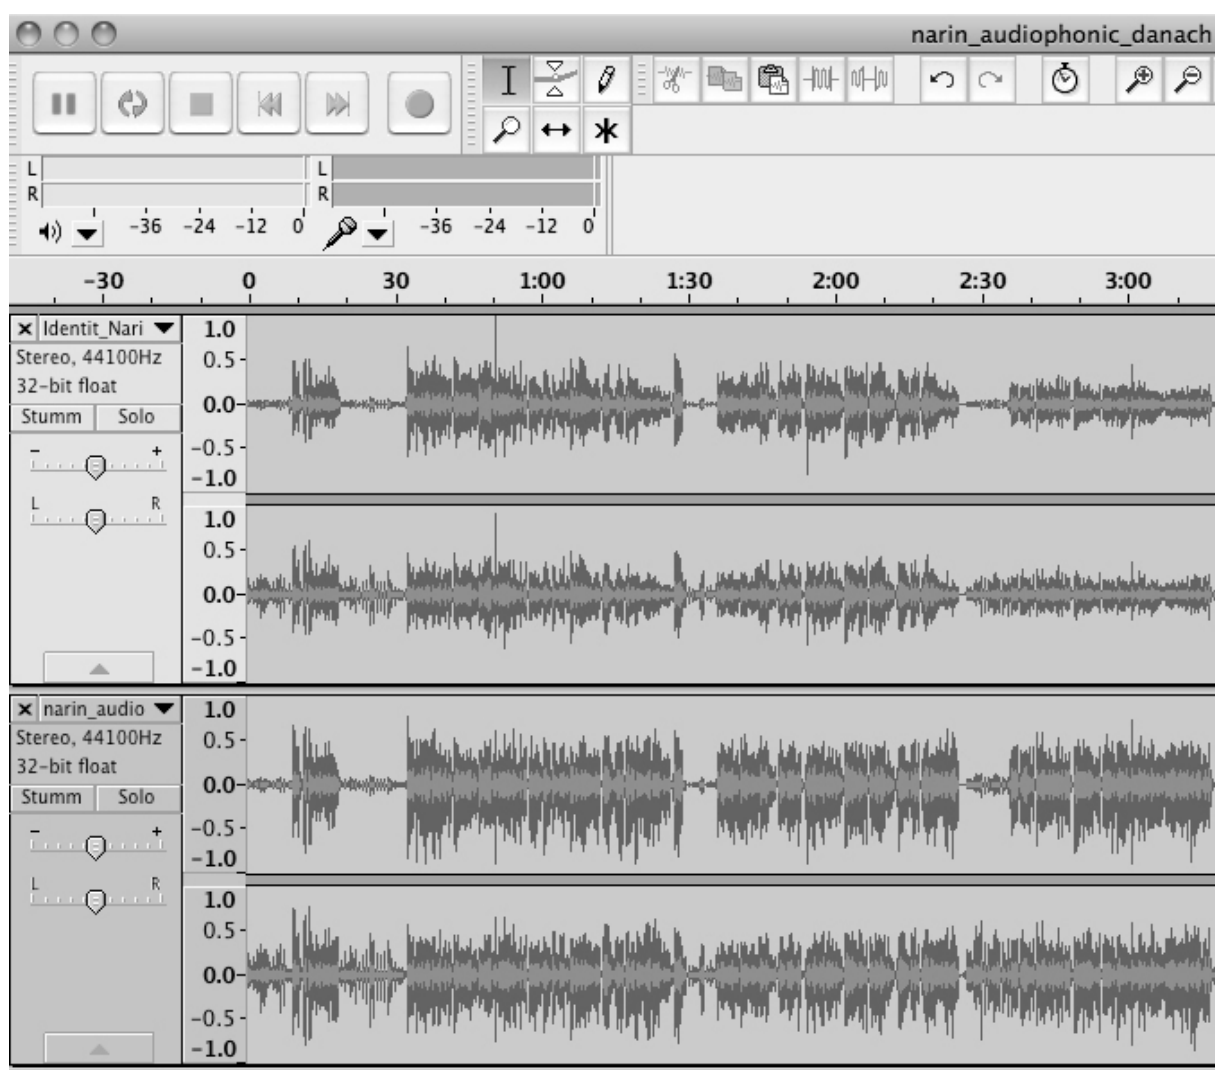 narin_audiophonic_danach
L L
R R
-36 -24 -12 0 -36 -24 -12 0
-30 0 30 1:00 1:30 2:00 2:30 3:00
Identit_Nari 1.0
Stereo, 44100Hz 0.5
32-bit float
Stumm Solo 0.0
- + -0.5
-1.0
L R
1.0
0.5
0.0
-0.5
-1.0
narin_audio 1.0
Stereo, 44100Hz 0.5
32-bit float
Stumm Solo 0.0
- + -0.5
-1.0
L R
1.0
0.5
0.0
-0.5
-1.0